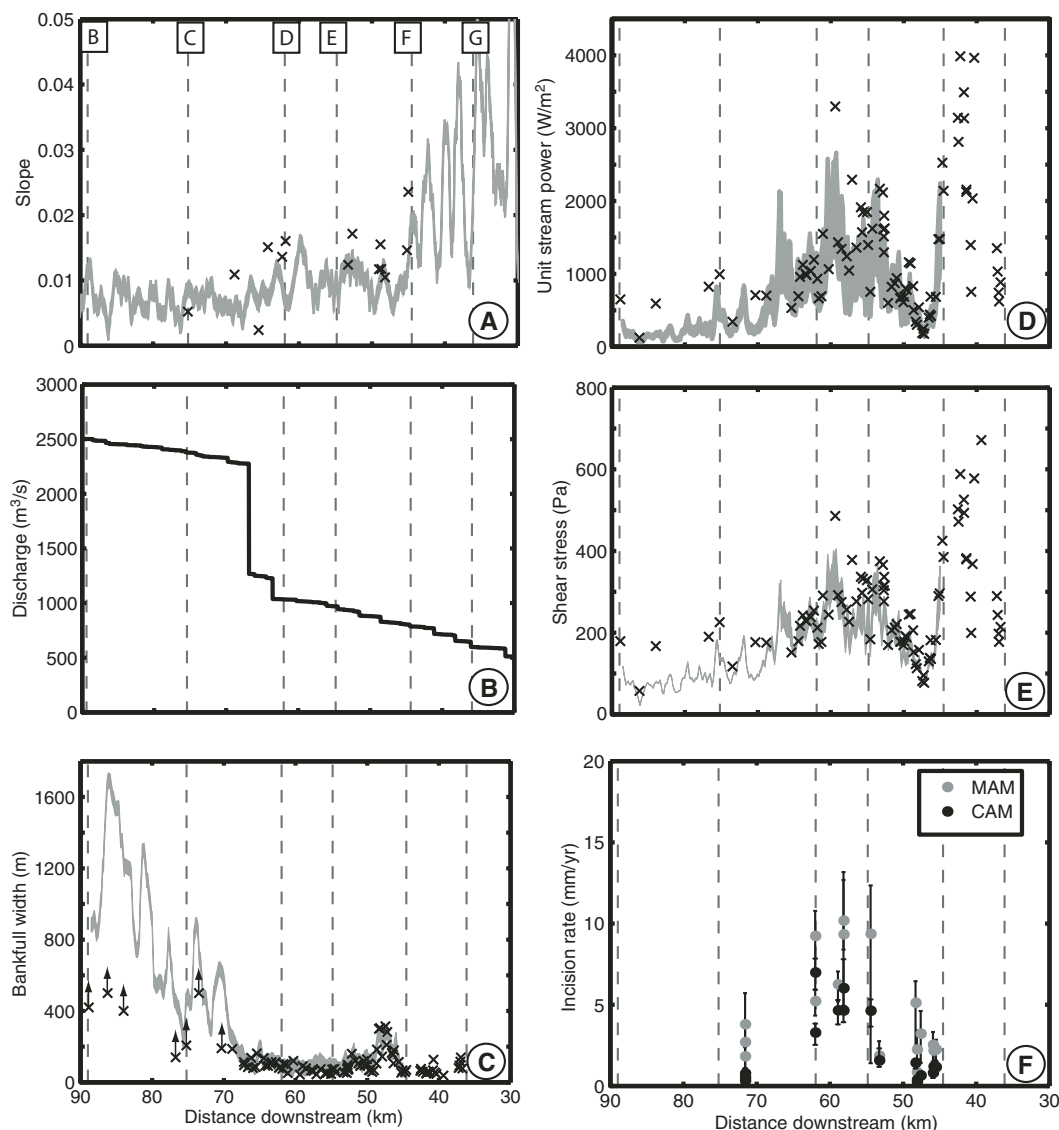 B C D E F G
0.05
0.04
0.03
0.02
0.01
0
Slope
A
3000
2500
2000
1500
1000
500
0
Discharge (m³/s)
B
1600
1200
800
400
0
Bankfull width (m)
C
90 80 70 60 50 40 30
Distance downstream (km)
4000
3000
2000
1000
0
Unit stream power (W/m²)
D
800
600
400
200
0
Shear stress (Pa)
E
20
15
10
5
0
Incision rate (mm/yr)
MAM
CAM
F
90 80 70 60 50 40 30
Distance downstream (km)